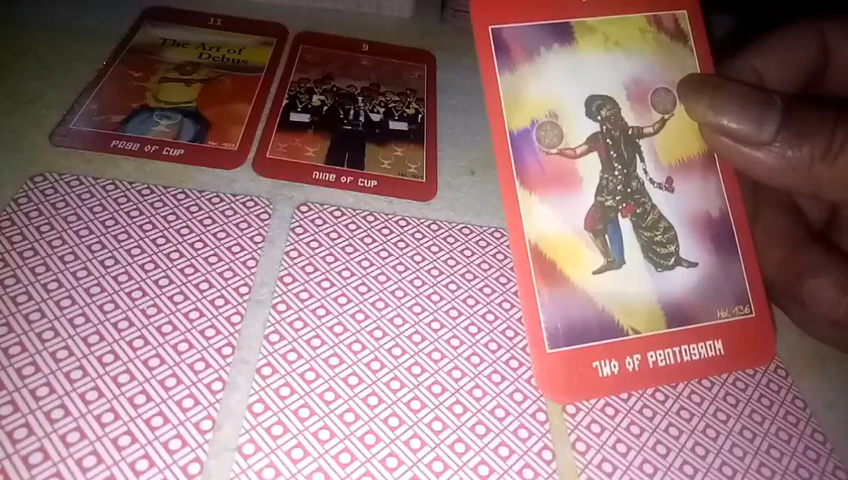 11
The Art of
Debus
PAGE OF CUP
9
NINE OF CUP
TWO OF PENTAGRAM